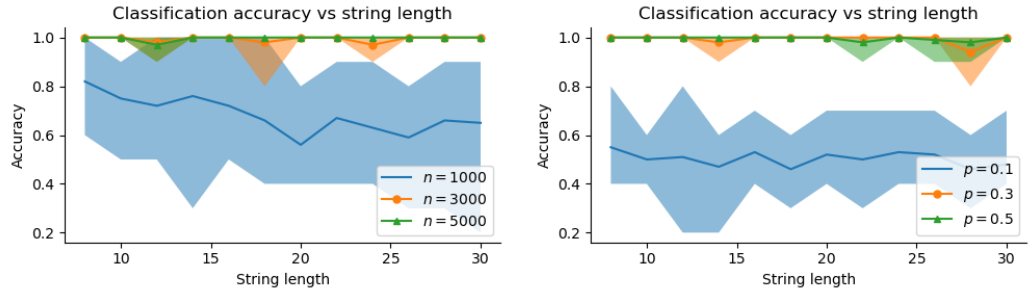 Classification accuracy vs string length
1.0
0.8
0.6
0.4
0.2
Accuracy
n = 1000
n = 3000
n = 5000
10
15
20
25
30
String length
Classification accuracy vs string length
1.0
0.8
0.6
0.4
0.2
Accuracy
p = 0.1
p = 0.3
p = 0.5
10
15
20
25
30
String length